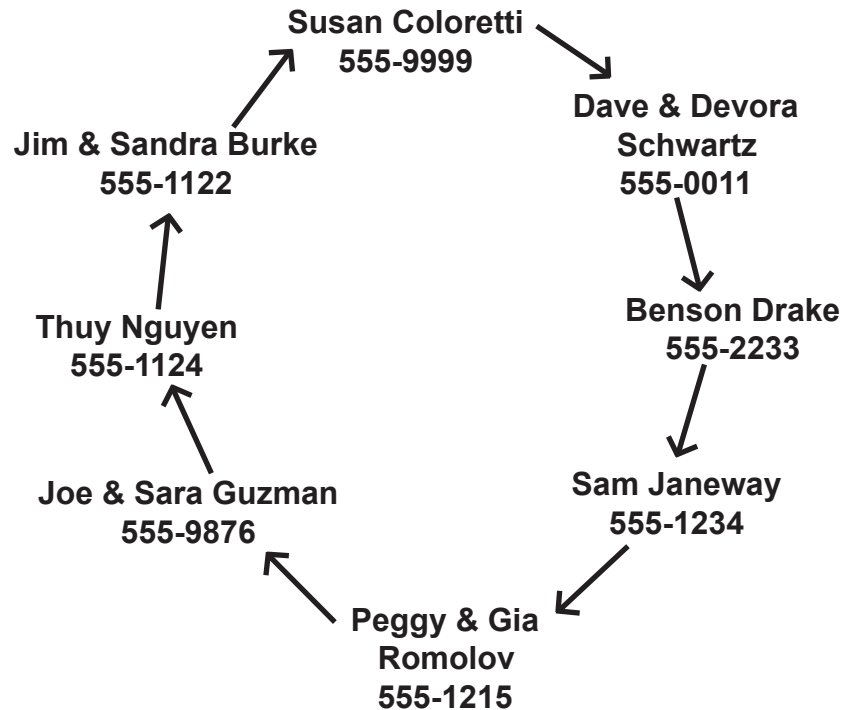 Susan Coloretti
555-9999
Dave & Devora
Schwartz
555-0011
Benson Drake
555-2233
Sam Janeway
555-1234
Peggy & Gia
Romolov
555-1215
Joe & Sara Guzman
555-9876
Thuy Nguyen
555-1124
Jim & Sandra Burke
555-1122